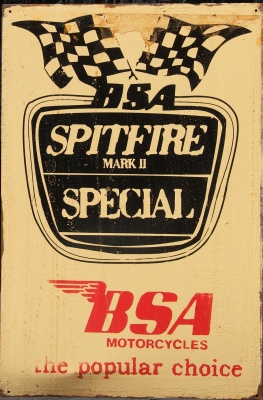 BSA
SPITFIRE
MARK II
SPECIAL
BSA
MOTORCYCLES
the popular choice